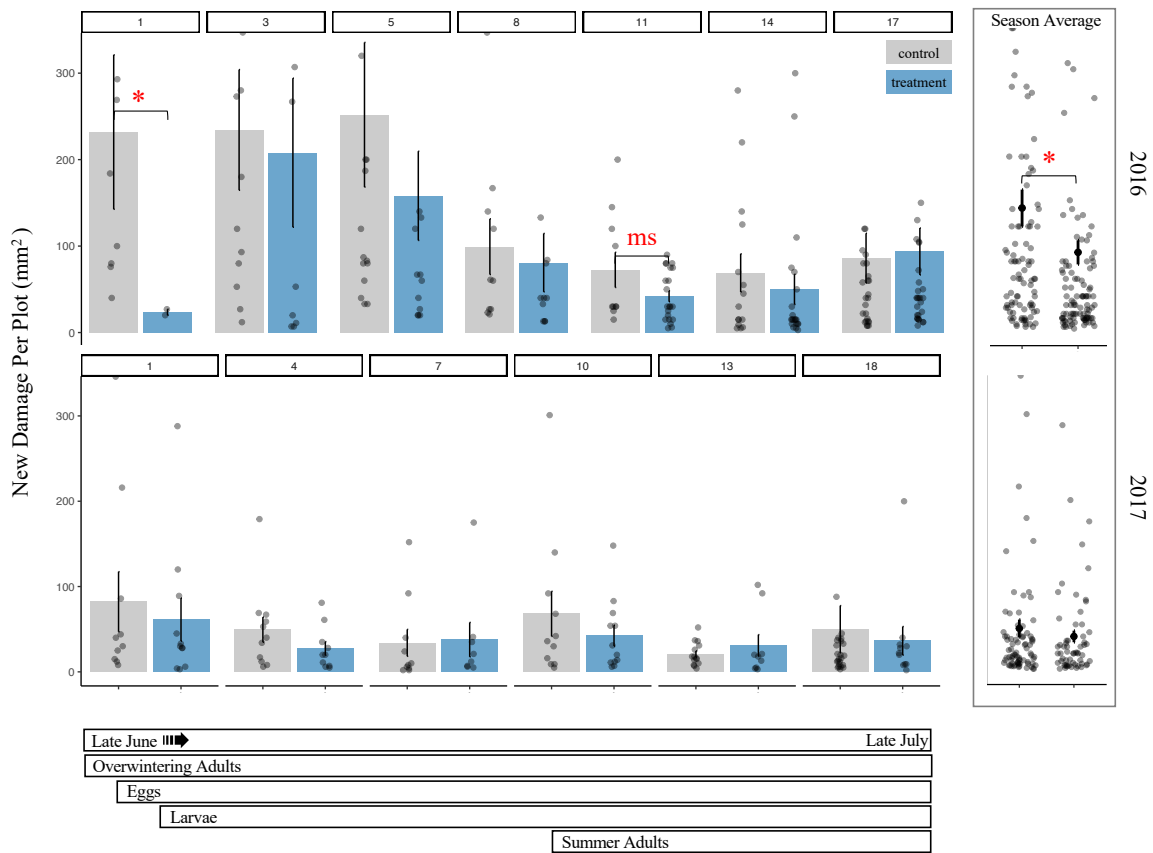 1 3 5 8 11 14 17 Season Average
control
treatment
300
200
100
0
*
ms
*
2016
New Damage Per Plot (mm²)
1 4 7 10 13 18
300
200
100
0
2017
Late June Late July
Overwintering Adults
Eggs
Larvae
Summer Adults